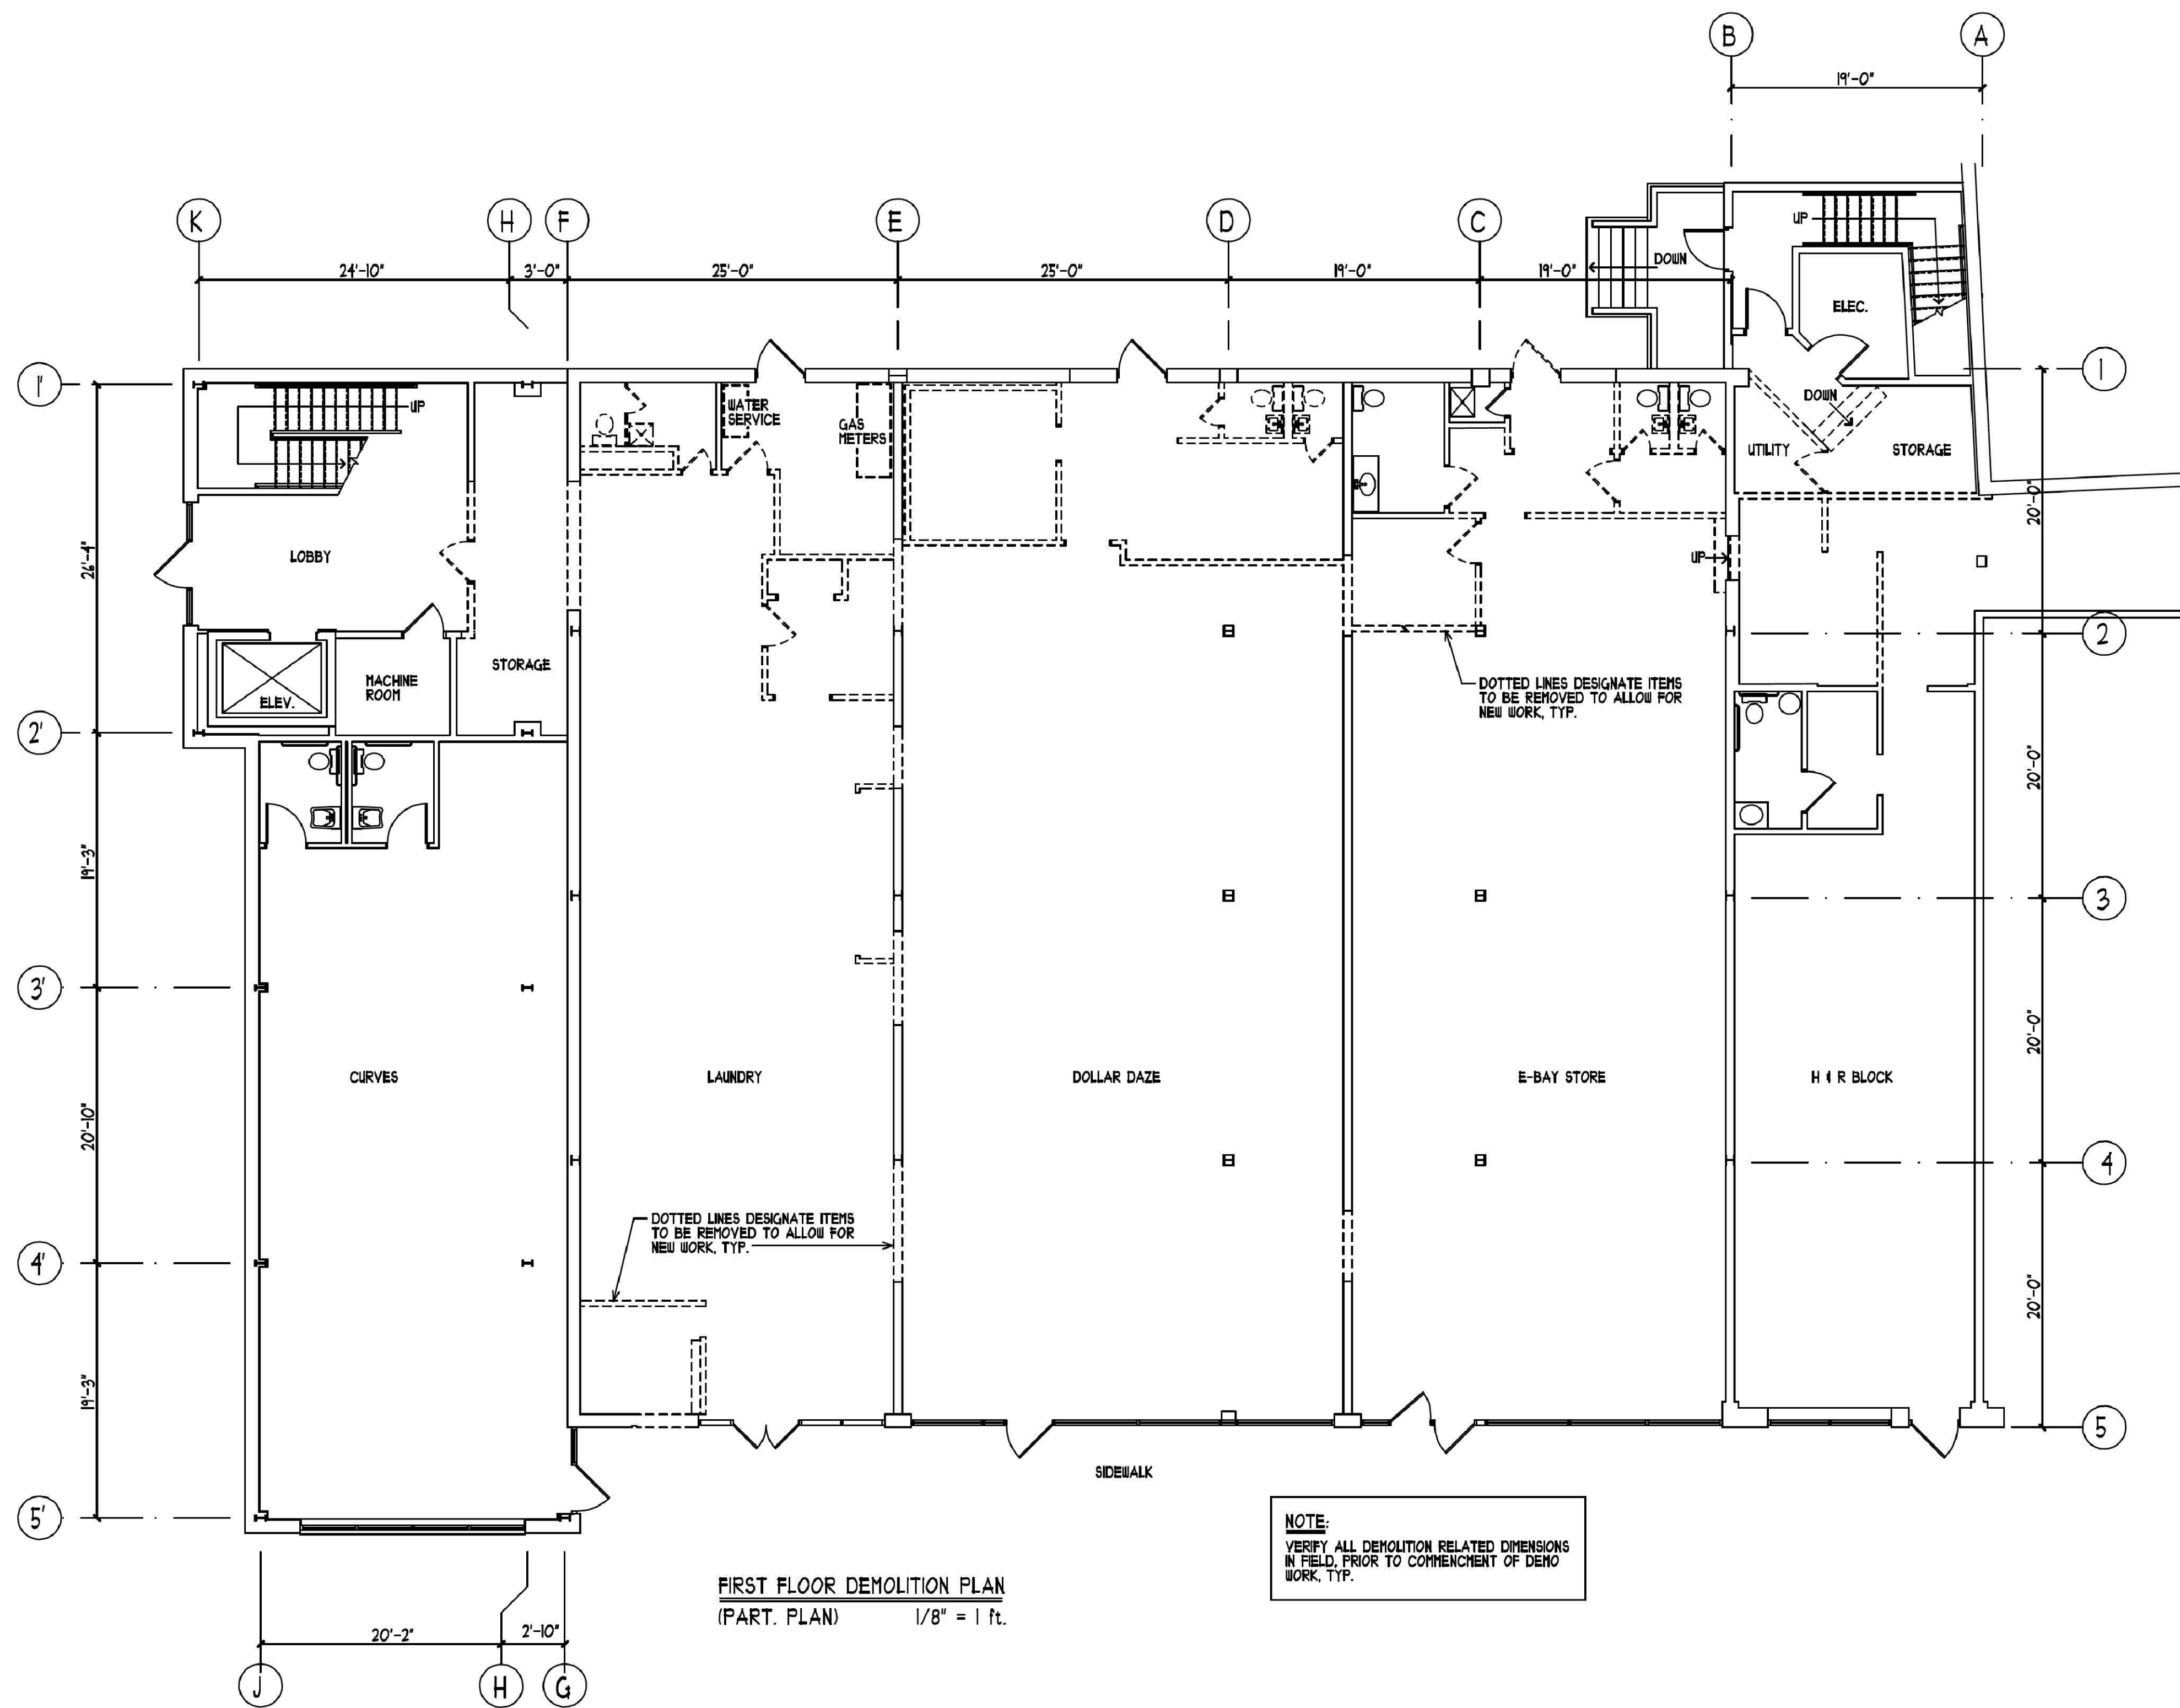 B
A
19'-0"
K
H
F
E
D
C
24'-10"
3'-0"
25'-0"
25'-0"
19'-0"
19'-0"
DOWN
UP
ELEC.
1'
1
UP
WATER
SERVICE
GAS
METERS
DOWN
UTILITY
STORAGE
20'-0"
LOBBY
26'-4"
UP
2
STORAGE
MACHINE
ROOM
ELEV.
DOTTED LINES DESIGNATE ITEMS
TO BE REMOVED TO ALLOW FOR
NEW WORK, TYP.
2'
20'-0"
19'-3"
3
3'
20'-0"
CURVES
LAUNDRY
DOLLAR DAZE
E-BAY STORE
H & R BLOCK
20'-10"
4
DOTTED LINES DESIGNATE ITEMS
TO BE REMOVED TO ALLOW FOR
NEW WORK, TYP.
4'
20'-0"
19'-3"
5
SIDEWALK
5'
NOTE:
VERIFY ALL DEMOLITION RELATED DIMENSIONS
IN FIELD, PRIOR TO COMMENCMENT OF DEMO
WORK, TYP.
FIRST FLOOR DEMOLITION PLAN
(PART. PLAN) 1/8" = 1 ft.
20'-2"
2'-10"
J
H
G